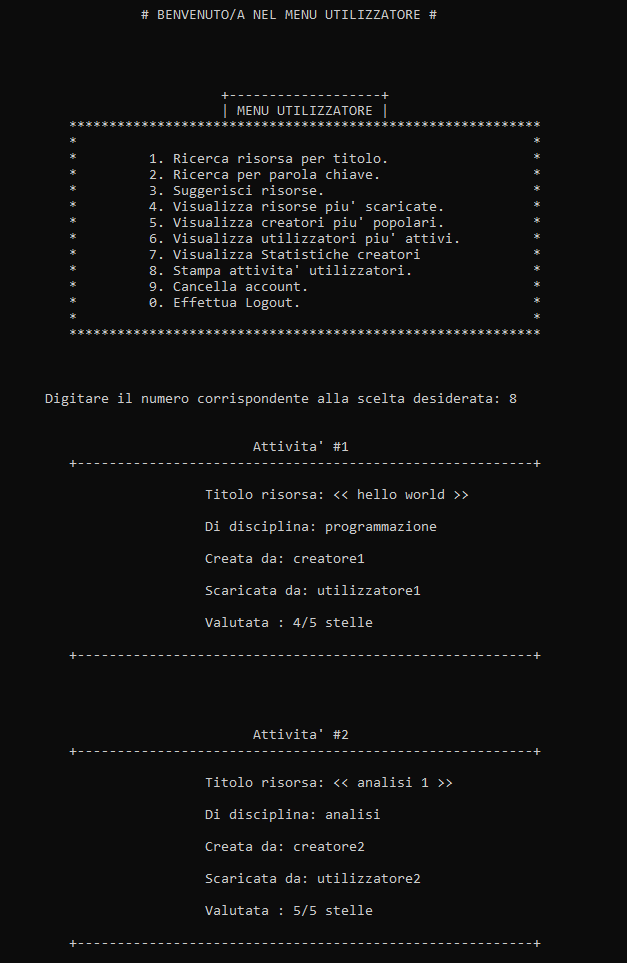 # BENVENUTO/A NEL MENU UTILIZZATORE #
+-------------------+
| MENU UTILIZZATORE |
***********************************************************
* *
* 1. Ricerca risorsa per titolo. *
* 2. Ricerca per parola chiave. *
* 3. Suggerisci risorse. *
* 4. Visualizza risorse piu' scaricate. *
* 5. Visualizza creatori piu' popolari. *
* 6. Visualizza utilizzatori piu' attivi. *
* 7. Visualizza Statistiche creatori *
* 8. Stampa attivita' utilizzatori. *
* 9. Cancella account. *
* 0. Effettua Logout. *
* *
***********************************************************
Digitare il numero corrispondente alla scelta desiderata: 8
Attivita' #1
+---------------------------------------------------------+
Titolo risorsa: << hello world >>
Di disciplina: programmazione
Creata da: creatore1
Scaricata da: utilizzatore1
Valutata : 4/5 stelle
+---------------------------------------------------------+
Attivita' #2
+---------------------------------------------------------+
Titolo risorsa: << analisi 1 >>
Di disciplina: analisi
Creata da: creatore2
Scaricata da: utilizzatore2
Valutata : 5/5 stelle
+---------------------------------------------------------+